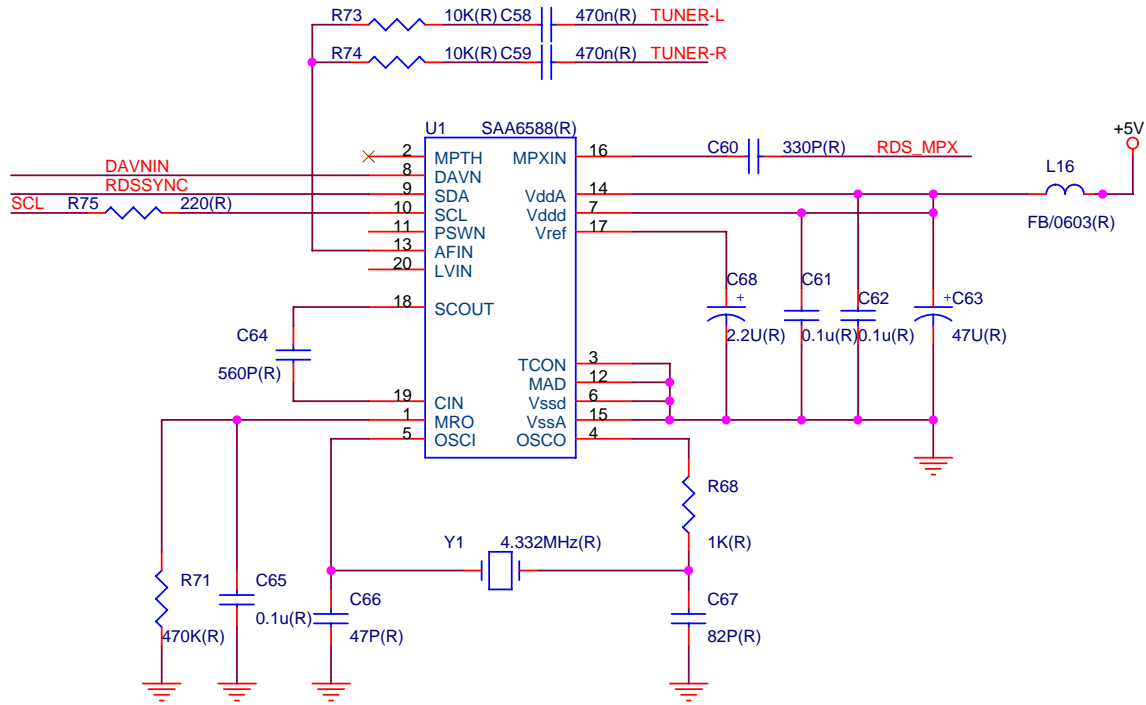 R73 10K(R) C58 470n(R) TUNER-L
R74 10K(R) C59 470n(R) TUNER-R
U1 SAA6588(R)
+5V
2 MPTH MPXIN 16 C60 330P(R) RDS_MPX
DAVNIN 8 DAVN
L16
RDSSYNC 9 SDA VddA 14
SCL R75 220(R) 10 SCL Vddd 7
FB/0603(R)
11 PSWN Vref 17
13 AFIN
20 LVIN
C68 C61 C62 +C63
+
18 SCOUT
2.2U(R) 0.1u(R) 0.1u(R) 47U(R)
C64
560P(R)
TCON 3
MAD 12
19 CIN Vssd 6
1 MRO VssA 15
5 OSCI OSCO 4
R68
1K(R)
Y1 4.332MHz(R)
R71 C65 C66 C67
0.1u(R)
470K(R) 47P(R) 82P(R)